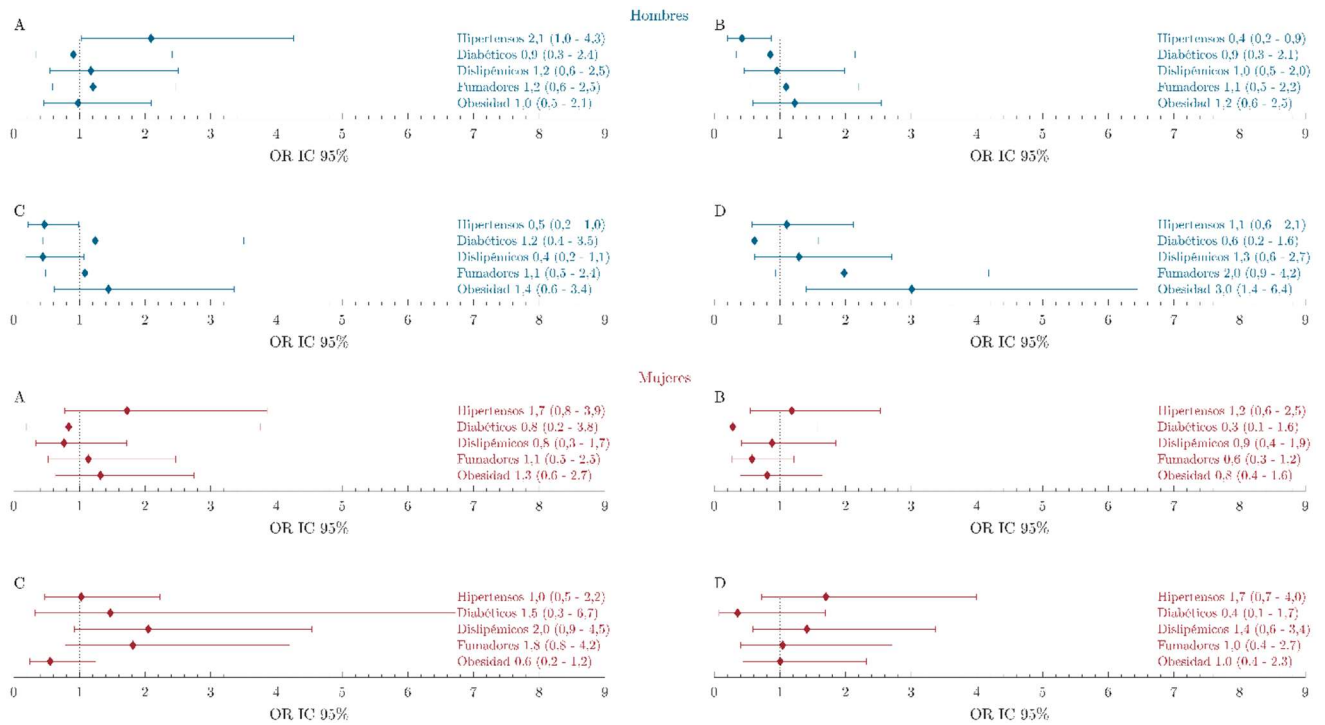 Hombres
A
Hipertensos 2,1 (1,0 - 4,3)
Diabéticos 0,9 (0,3 - 2,4)
Dislipémicos 1,2 (0,6 - 2,5)
Fumadores 1,2 (0,6 - 2,5)
Obesidad 1,0 (0,5 - 2,1)
0 1 2 3 4 5 6 7 8 9
OR IC 95%
B
Hipertensos 0,4 (0,2 - 0,9)
Diabéticos 0,9 (0,3 - 2,1)
Dislipémicos 1,0 (0,5 - 2,0)
Fumadores 1,1 (0,5 - 2,2)
Obesidad 1,2 (0,6 - 2,5)
0 1 2 3 4 5 6 7 8 9
OR IC 95%
C
Hipertensos 0,5 (0,2 - 1,0)
Diabéticos 1,2 (0,4 - 3,5)
Dislipémicos 0,4 (0,2 - 1,1)
Fumadores 1,1 (0,5 - 2,4)
Obesidad 1,4 (0,6 - 3,4)
0 1 2 3 4 5 6 7 8 9
OR IC 95%
D
Hipertensos 1,1 (0,6 - 2,1)
Diabéticos 0,6 (0,2 - 1,6)
Dislipémicos 1,3 (0,6 - 2,7)
Fumadores 2,0 (0,9 - 4,2)
Obesidad 3,0 (1,4 - 6,4)
0 1 2 3 4 5 6 7 8 9
OR IC 95%
Mujeres
A
Hipertensos 1,7 (0,8 - 3,9)
Diabéticos 0,8 (0,2 - 3,8)
Dislipémicos 0,8 (0,3 - 1,7)
Fumadores 1,1 (0,5 - 2,5)
Obesidad 1,3 (0,6 - 2,7)
0 1 2 3 4 5 6 7 8 9
OR IC 95%
B
Hipertensos 1,2 (0,6 - 2,5)
Diabéticos 0,3 (0,1 - 1,6)
Dislipémicos 0,9 (0,4 - 1,9)
Fumadores 0,6 (0,3 - 1,2)
Obesidad 0,8 (0,4 - 1,6)
0 1 2 3 4 5 6 7 8 9
OR IC 95%
C
Hipertensos 1,0 (0,5 - 2,2)
Diabéticos 1,5 (0,3 - 6,7)
Dislipémicos 2,0 (0,9 - 4,5)
Fumadores 1,8 (0,8 - 4,2)
Obesidad 0,6 (0,2 - 1,2)
0 1 2 3 4 5 6 7 8 9
OR IC 95%
D
Hipertensos 1,7 (0,7 - 4,0)
Diabéticos 0,4 (0,1 - 1,7)
Dislipémicos 1,4 (0,6 - 3,4)
Fumadores 1,0 (0,4 - 2,7)
Obesidad 1,0 (0,4 - 2,3)
0 1 2 3 4 5 6 7 8 9
OR IC 95%